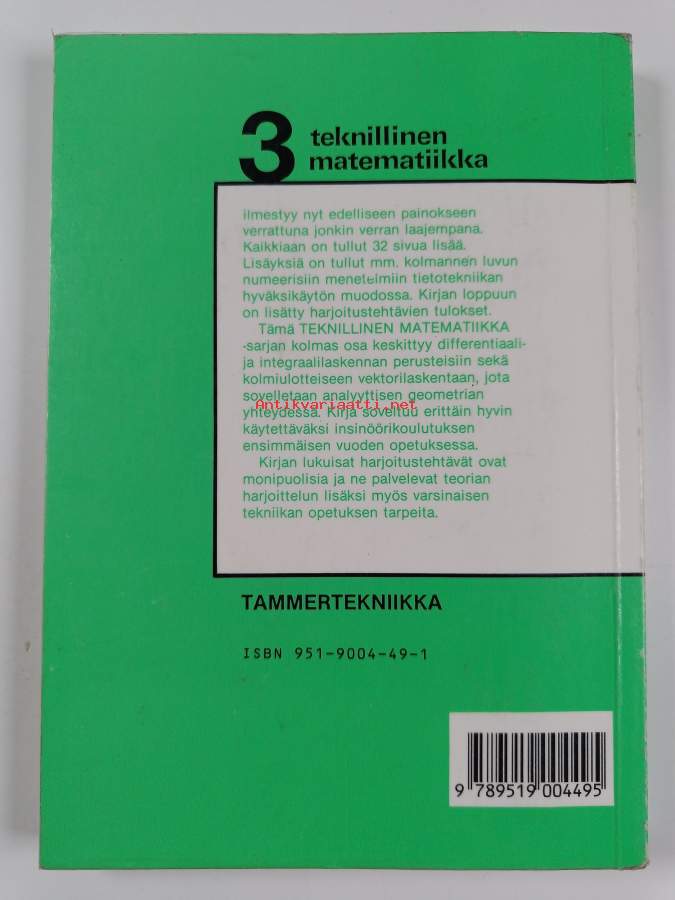 3 teknillinen
matematiikka
ilmestyy nyt edelliseen painokseen
verrattuna jonkin verran laajempana.
Kaikkiaan on tullut 32 sivua lisää.
Lisäyksiä on tullut mm. kolmannen luvun
numeerisiin menetelmiin tietotekniikan
hyväksikäytön muodossa. Kirjan loppuun
on lisätty harjoitustehtävien tulokset.
Tämä TEKNILLINEN MATEMATIIKKA
-sarjan kolmas osa keskittyy differentiaali-
ja integraalilaskennan perusteisiin sekä
kolmiulotteiseen vektorilaskentaan, jota
sovelletaan analyyttisen geometrian
Antikvariaatti.net
yhteydessä. Kirja soveltuu erittäin hyvin
käytettäväksi insinöörikoulutuksen
ensimmäisen vuoden opetuksessa.
Kirjan lukuisat harjoitustehtävät ovat
monipuolisia ja ne palvelevat teorian
harjoittelun lisäksi myös varsinaisen
tekniikan opetuksen tarpeita.
TAMMERTEKNIIKKA
ISBN 951-9004-49-1
9 789519 004495